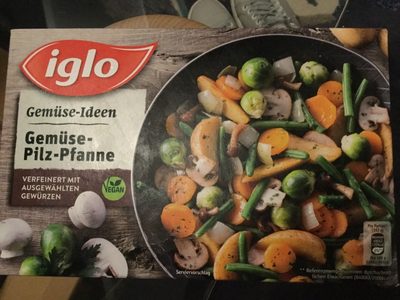 iglo
Gemüse-Ideen
Gemüse-
Pilz-Pfanne
VERFEINERT MIT
AUSGEWÄHLTEN
GEWÜRZEN
VEGAN
Serviervorschlag